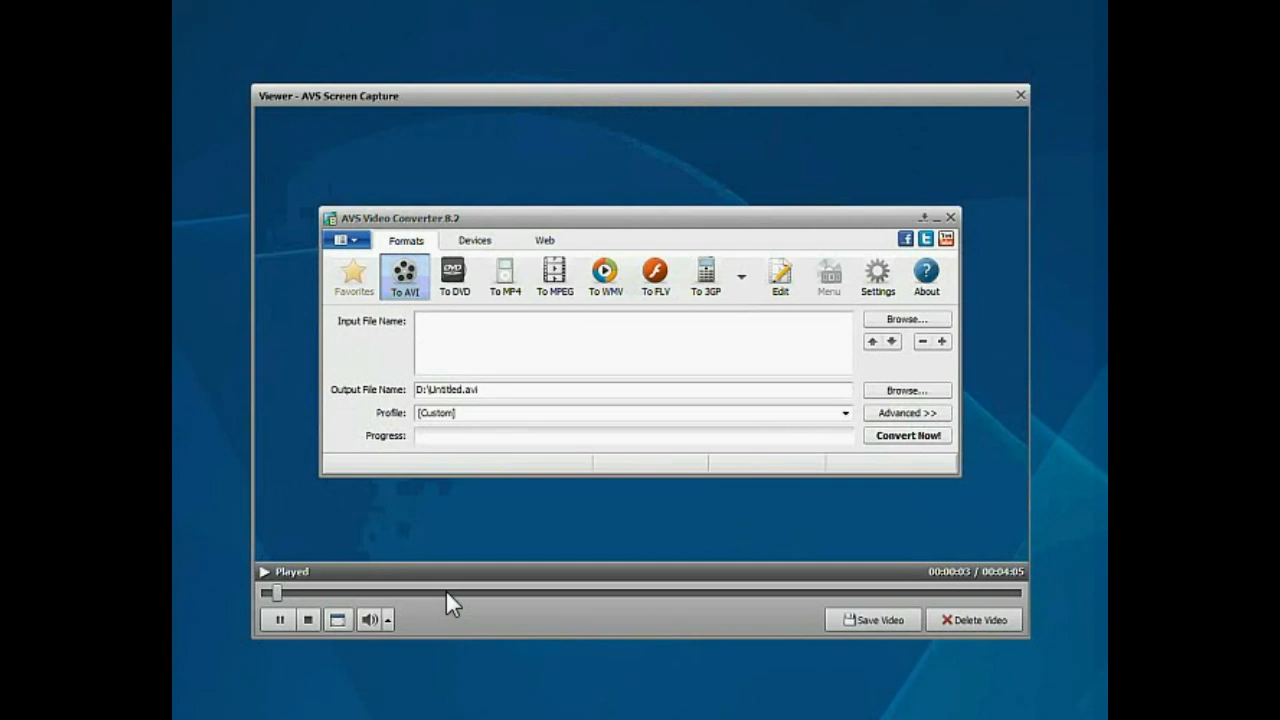 Viewer - AVS Screen Capture
AVS Video Converter 8.2
Formats Devices Web
Favorites To AVI To DVD To MP4 To MPEG To WMV To FLV To 3GP Edit Menu Settings About
DVD
Input File Name: Browse...
Output File Name: D:\Untitled.avi Browse...
Profile: [Custom] Advanced >>
Progress: Convert Now!
Played 00:00:03 / 00:04:05
Save Video Delete Video